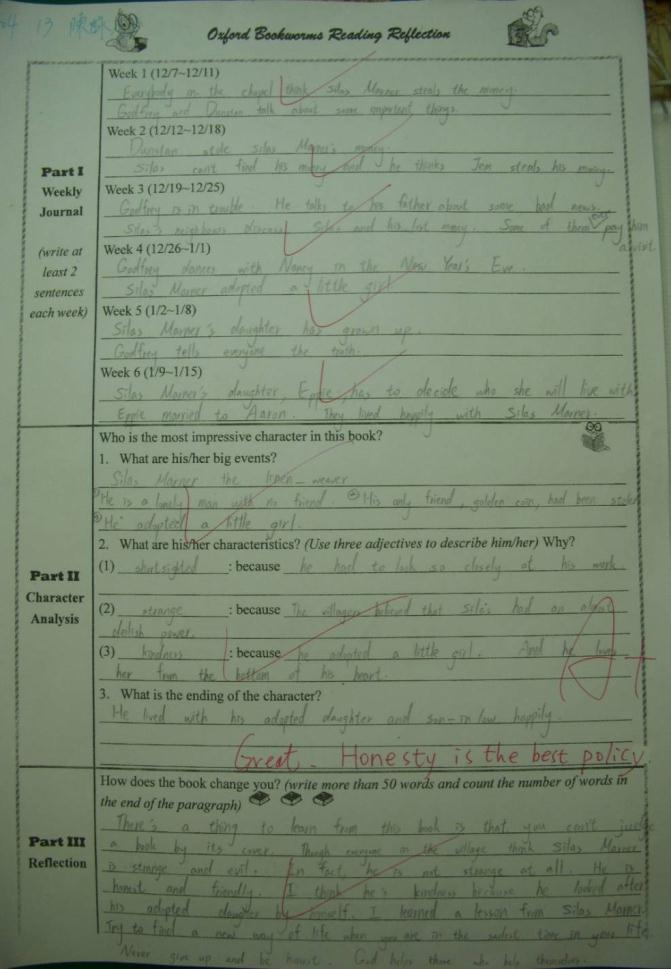 4 13 陳
Oxford Bookworms Reading Reflection
Part I
Weekly
Journal
(write at
least 2
sentences
each week)
Week 1 (12/7~12/11)
Everybody in the chapel think Silas Marner steals the money.
Godfrey and Dunstan talk about some important things.
Week 2 (12/12~12/18)
Dunstan stole Silas Marner's money.
Silas can't find his money and he thinks Jem steals his money.
Week 3 (12/19~12/25)
Godfrey is in trouble. He talks to his father about some bad news.
Silas's neighbours discuss Silas and his lost money. Some of them pay him
a visit.
Week 4 (12/26~1/1)
Godfrey dances with Nancy in the New Year's Eve.
Silas Marner adopted a little girl.
Week 5 (1/2~1/8)
Silas Marner's daughter has grown up.
Godfrey tells everyone the truth.
Week 6 (1/9~1/15)
Silas Marner's daughter, Eppie, has to decide who she will live with
Eppie married to Aaron. They lived happily with Silas Marner.
Part II
Character
Analysis
Who is the most impressive character in this book?
1. What are his/her big events?
Silas Marner the linen-weaver
He is a lonely man with no friend. ② His only friend, golden coin, had been stolen
③ He adopted a little girl.
2. What are his/her characteristics? (Use three adjectives to describe him/her) Why?
(1) shortsighted : because he had to look so closely at his work
(2) strange : because The villagers believed that Silas had an almost
devilish power.
(3) kindness : because he adopted a little girl. And he loves
her from the bottom of his heart.
A+
3. What is the ending of the character?
He lived with his adopted daughter and son-in law happily.
Great. Honesty is the best policy
Part III
Reflection
How does the book change you? (write more than 50 words and count the number of words in
the end of the paragraph)
There's a thing to learn from this book is that you can't judge
a book by its cover. Though everyone in the village think Silas Marner
is strange and evil. In fact, he is not strange at all. He is
honest and friendly. I think he's kindness because he looked after
his adopted daughter by himself. I learned a lesson from Silas Marner.
Try to find a new way of life when you are in the sadest time in your life
Never give up and be honest. God helps those who help themselves.